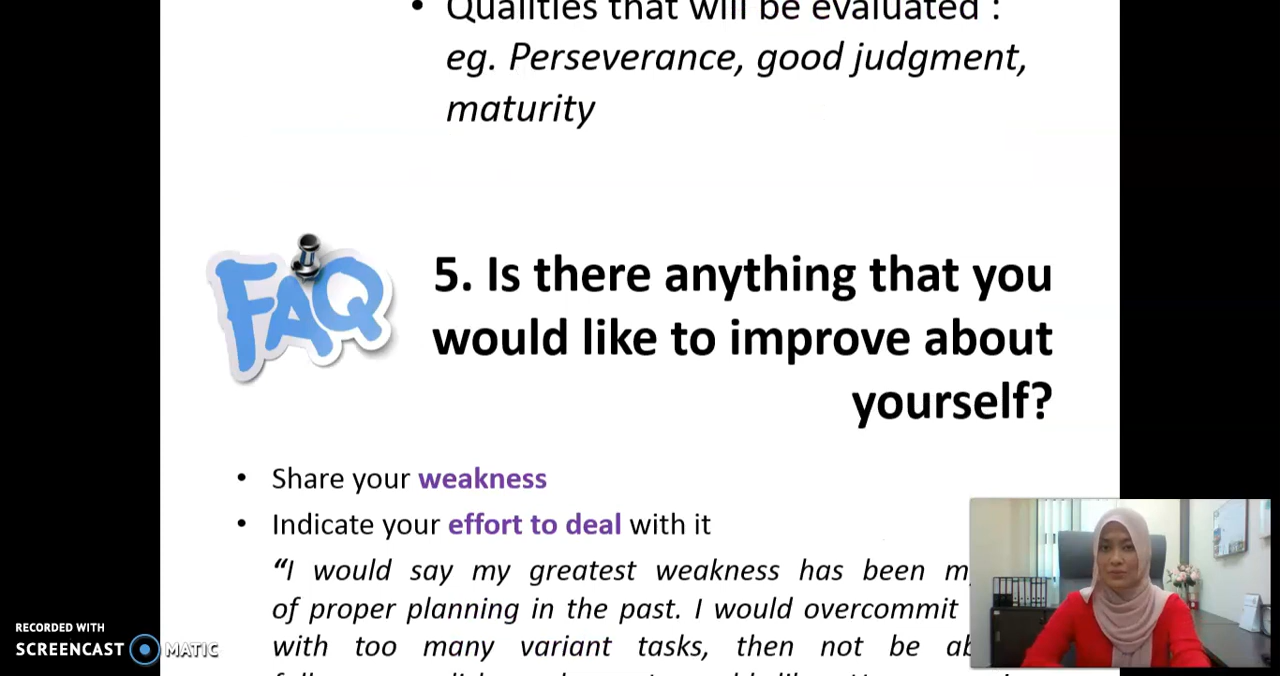 • Qualities that will be evaluated :
eg. Perseverance, good judgment,
maturity
FAQ
5. Is there anything that you
would like to improve about
yourself?
• Share your weakness
• Indicate your effort to deal with it
“I would say my greatest weakness has been
of proper planning in the past. I would overcommit
with too many variant tasks, then not be
RECORDED WITH
SCREENCAST MATIC